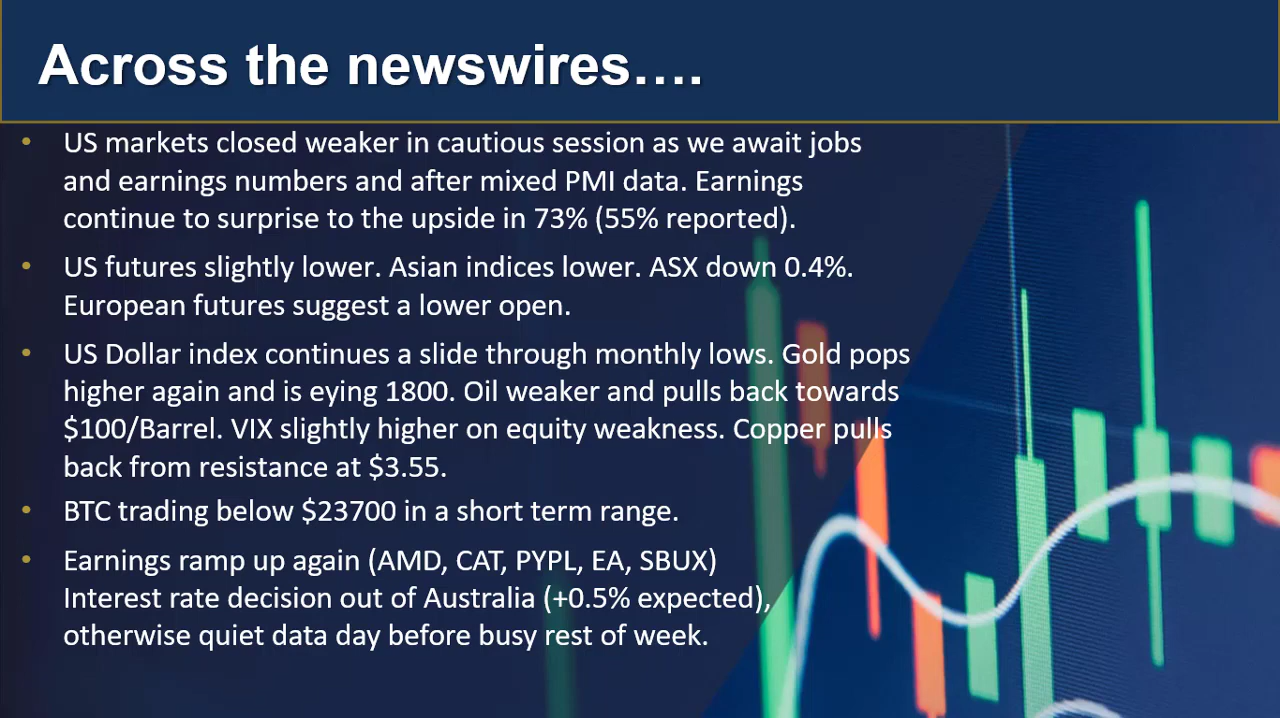 Across the newswires….
• US markets closed weaker in cautious session as we await jobs
and earnings numbers and after mixed PMI data. Earnings
continue to surprise to the upside in 73% (55% reported).
• US futures slightly lower. Asian indices lower. ASX down 0.4%.
European futures suggest a lower open.
• US Dollar index continues a slide through monthly lows. Gold pops
higher again and is eying 1800. Oil weaker and pulls back towards
$100/Barrel. VIX slightly higher on equity weakness. Copper pulls
back from resistance at $3.55.
• BTC trading below $23700 in a short term range.
• Earnings ramp up again (AMD, CAT, PYPL, EA, SBUX)
Interest rate decision out of Australia (+0.5% expected),
otherwise quiet data day before busy rest of week.